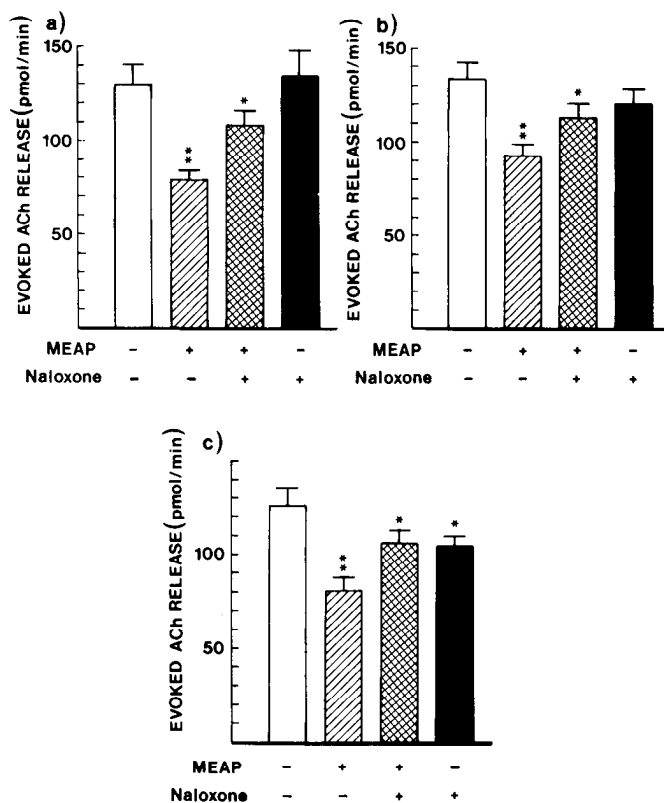 a)
EVOKED ACh RELEASE (pmol/min)
150
100
50
*
**
MEAP - + + -
Naloxone - - + +
b)
EVOKED ACh RELEASE (pmol/min)
150
100
50
*
**
MEAP - + + -
Naloxone - - + +
c)
EVOKED ACh RELEASE (pmol/min)
100
50
* *
**
MEAP - + + -
Naloxone - - + +